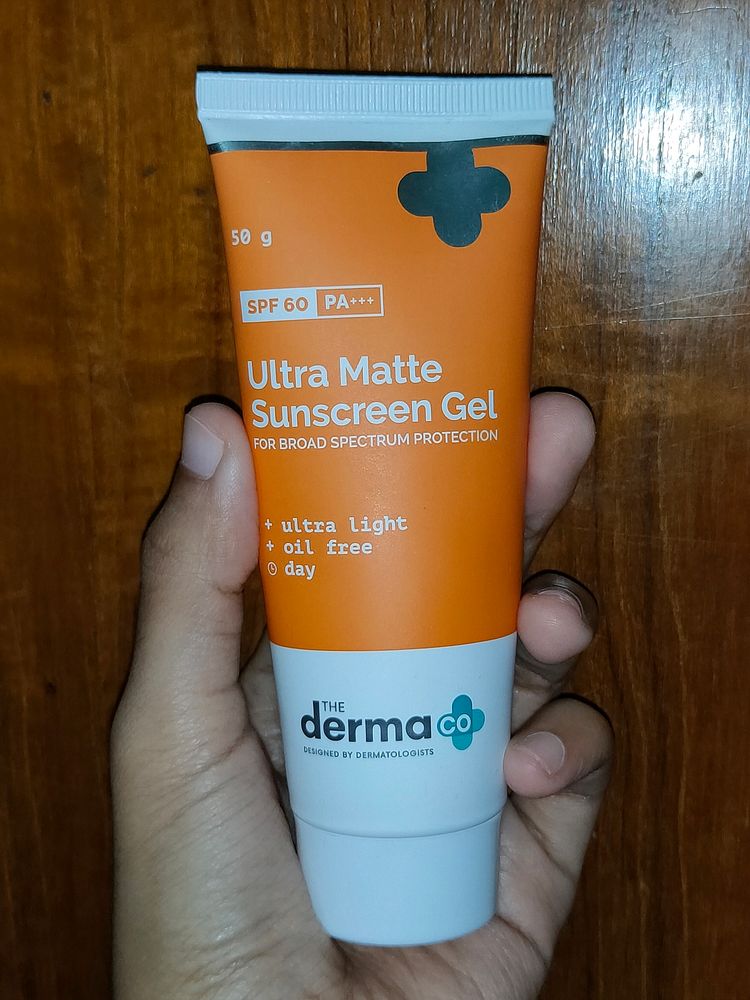 50 g
SPF 60 PA+++
Ultra Matte
Sunscreen Gel
FOR BROAD SPECTRUM PROTECTION
+ ultra light
+ oil free
day
THE
derma co
DESIGNED BY DERMATOLOGISTS